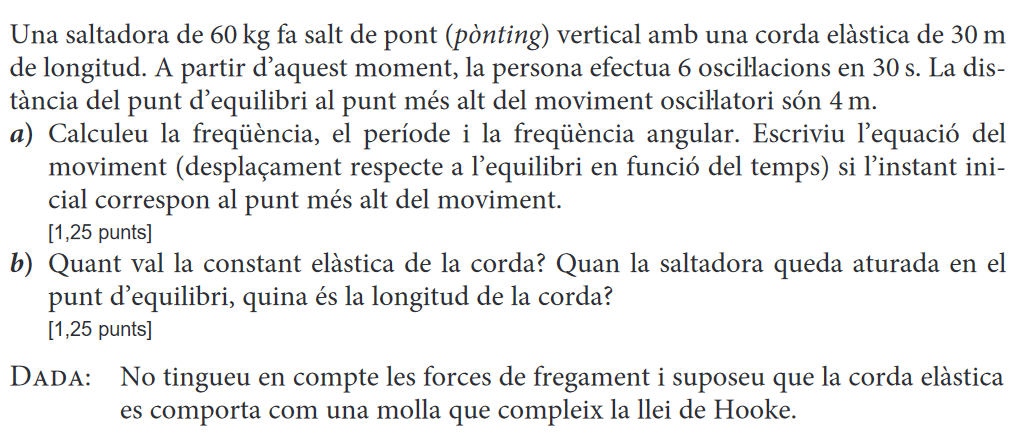 Una saltadora de 60 kg fa salt de pont (pònting) vertical amb una corda elàstica de 30 m
de longitud. A partir d’aquest moment, la persona efectua 6 oscil·lacions en 30 s. La dis-
tància del punt d’equilibri al punt més alt del moviment oscil·latori són 4 m.
a) Calculeu la freqüència, el període i la freqüència angular. Escriviu l’equació del
moviment (desplaçament respecte a l’equilibri en funció del temps) si l’instant ini-
cial correspon al punt més alt del moviment.
[1,25 punts]
b) Quant val la constant elàstica de la corda? Quan la saltadora queda aturada en el
punt d’equilibri, quina és la longitud de la corda?
[1,25 punts]
DADA: No tingueu en compte les forces de fregament i suposeu que la corda elàstica
es comporta com una molla que compleix la llei de Hooke.